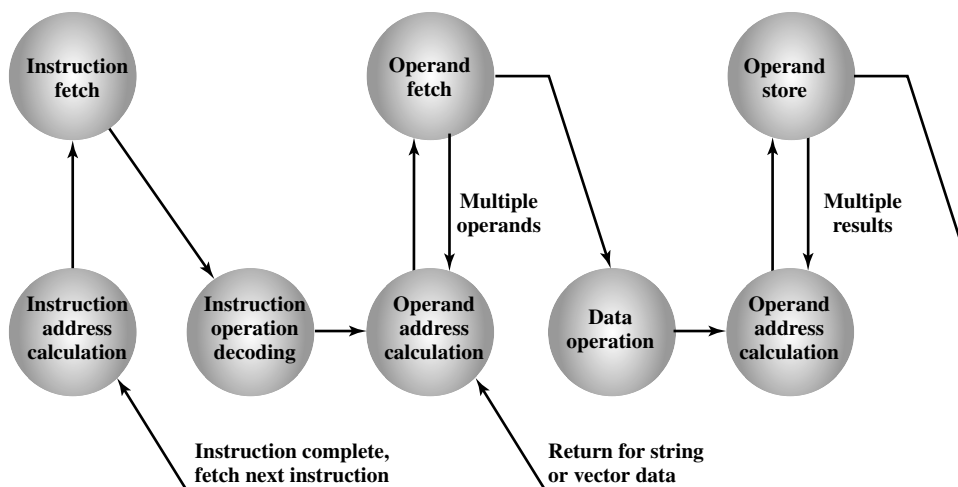 Instruction
fetch
Operand
fetch
Operand
store
Multiple
operands
Multiple
results
Instruction
address
calculation
Instruction
operation
decoding
Operand
address
calculation
Data
operation
Operand
address
calculation
Instruction complete,
fetch next instruction
Return for string
or vector data